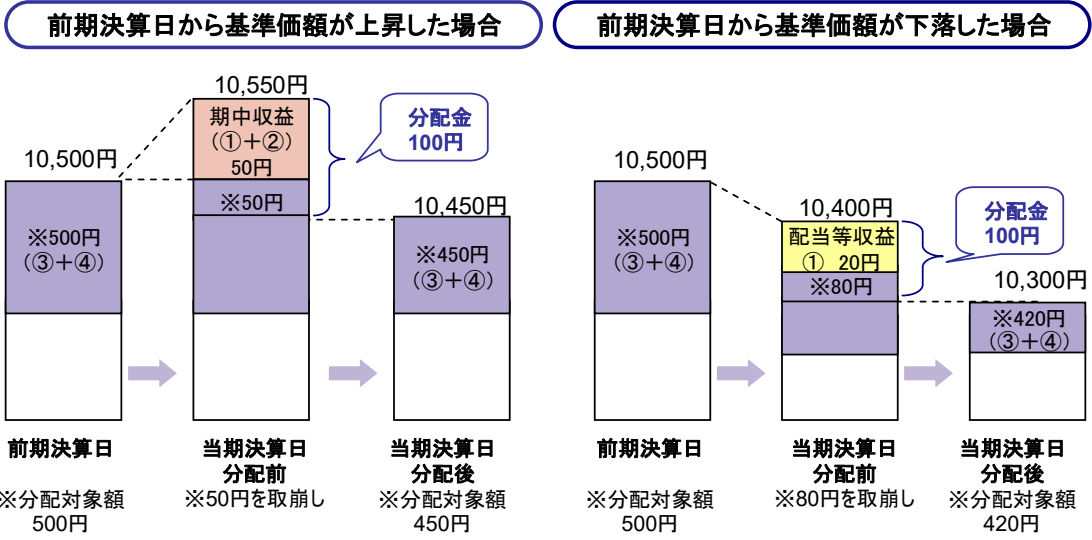 前期決算日から基準価額が上昇した場合
10,550円
期中収益
（①＋②）
50円
分配金
100円
10,500円
※50円
10,450円
※500円
（③＋④）
※450円
（③＋④）
前期決算日
当期決算日
分配前
当期決算日
分配後
※分配対象額
500円
※50円を取崩し
※分配対象額
450円
前期決算日から基準価額が下落した場合
10,500円
10,400円
分配金
100円
※500円
（③＋④）
配当等収益
① 20円
※80円
10,300円
※420円
（③＋④）
前期決算日
当期決算日
分配前
当期決算日
分配後
※分配対象額
500円
※80円を取崩し
※分配対象額
420円